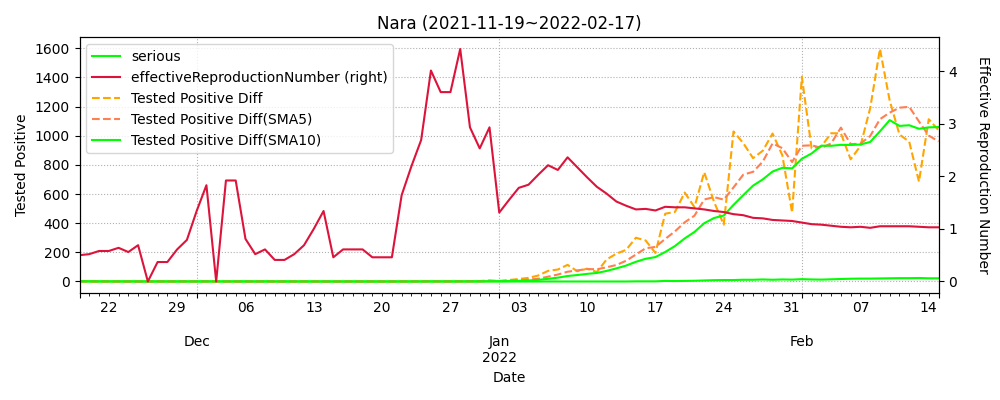 Nara (2021-11-19~2022-02-17)
serious
effectiveReproductionNumber (right)
Tested Positive Diff
Tested Positive Diff(SMA5)
Tested Positive Diff(SMA10)
Tested Positive
1600
1400
1200
1000
800
600
400
200
0
4
3
2
1
0
Effective Reproduction Number
22 29 06 13 20 27 03 10 17 24 31 07 14
Dec Jan Feb
2022
Date